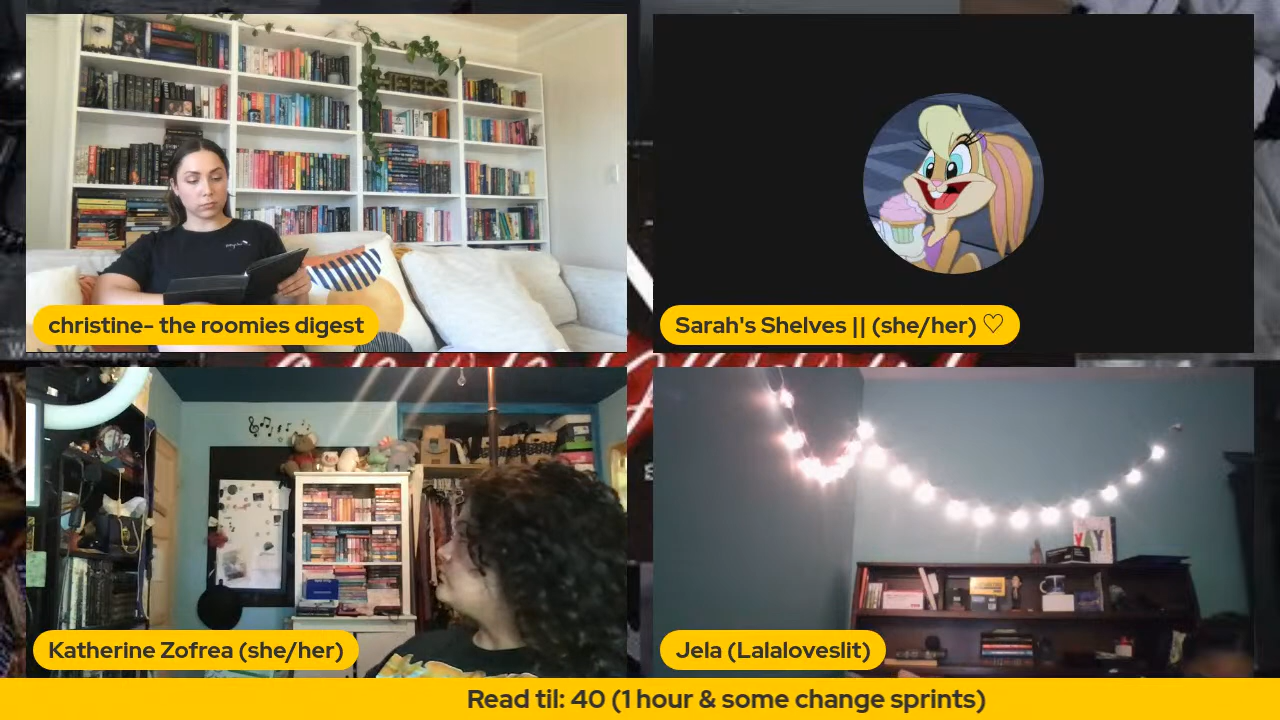 christine- the roomies digest
Sarah's Shelves || (she/her) ♡
Katherine Zofrea (she/her)
YAY
Jela (Lalaloveslit)
Read til: 40 (1 hour & some change sprints)